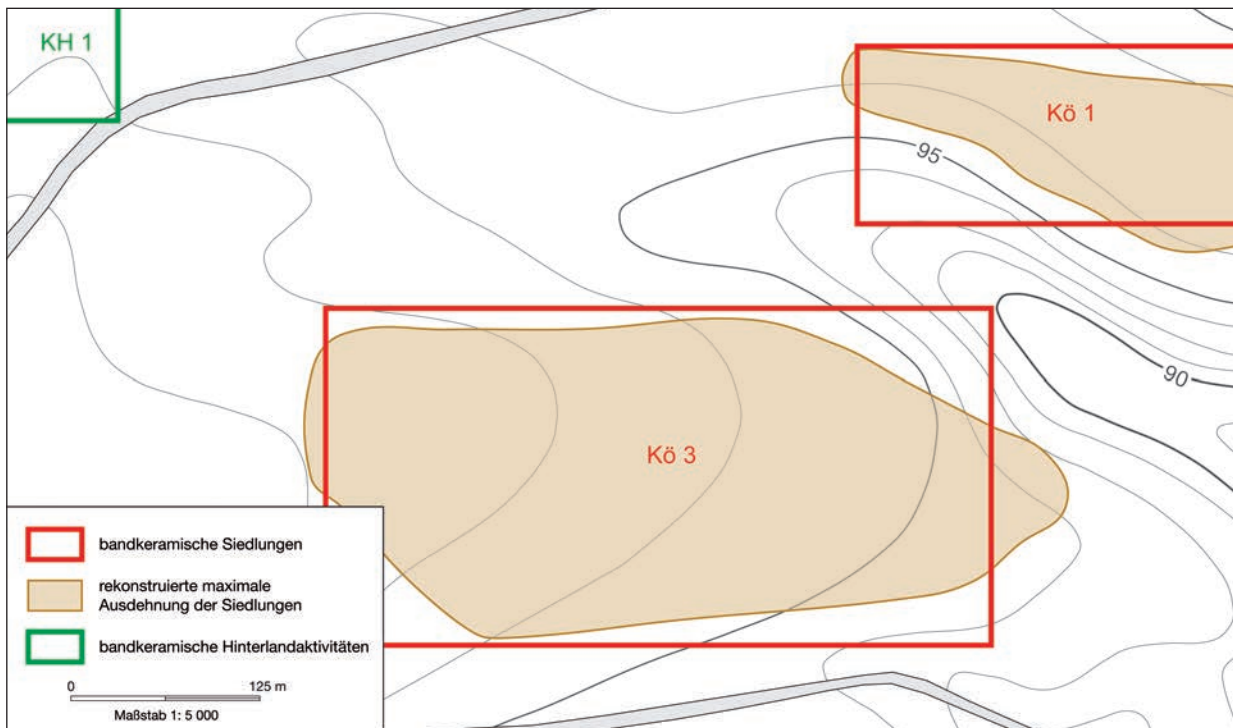 KH 1
Kö 1
95
90
Kö 3
bandkeramische Siedlungen
rekonstruierte maximale
Ausdehnung der Siedlungen
bandkeramische Hinterlandaktivitäten
0 125 m
Maßstab 1: 5 000